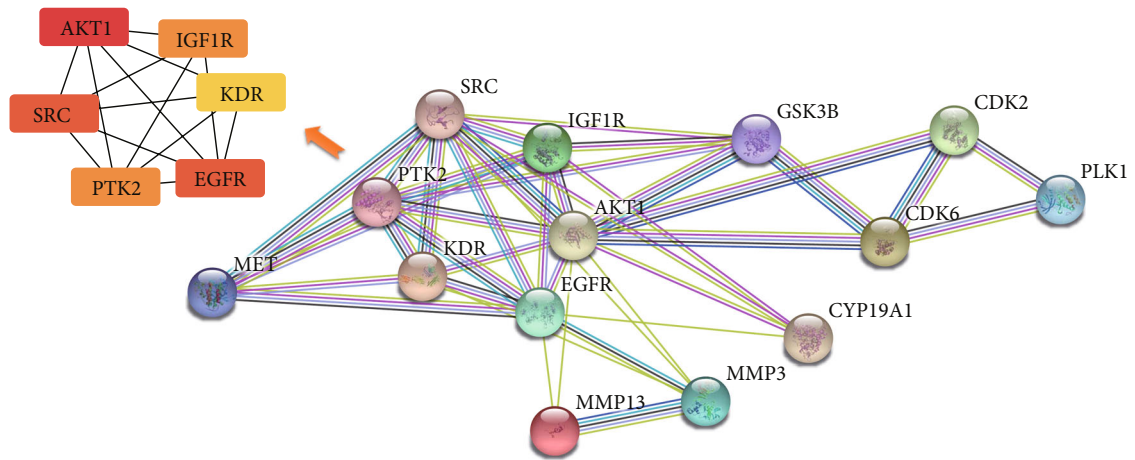 AKT1
IGF1R
KDR
SRC
PTK2
EGFR
SRC
IGF1R
GSK3B
CDK2
PLK1
PTK2
AKT1
CDK6
KDR
MET
EGFR
CYP19A1
MMP3
MMP13